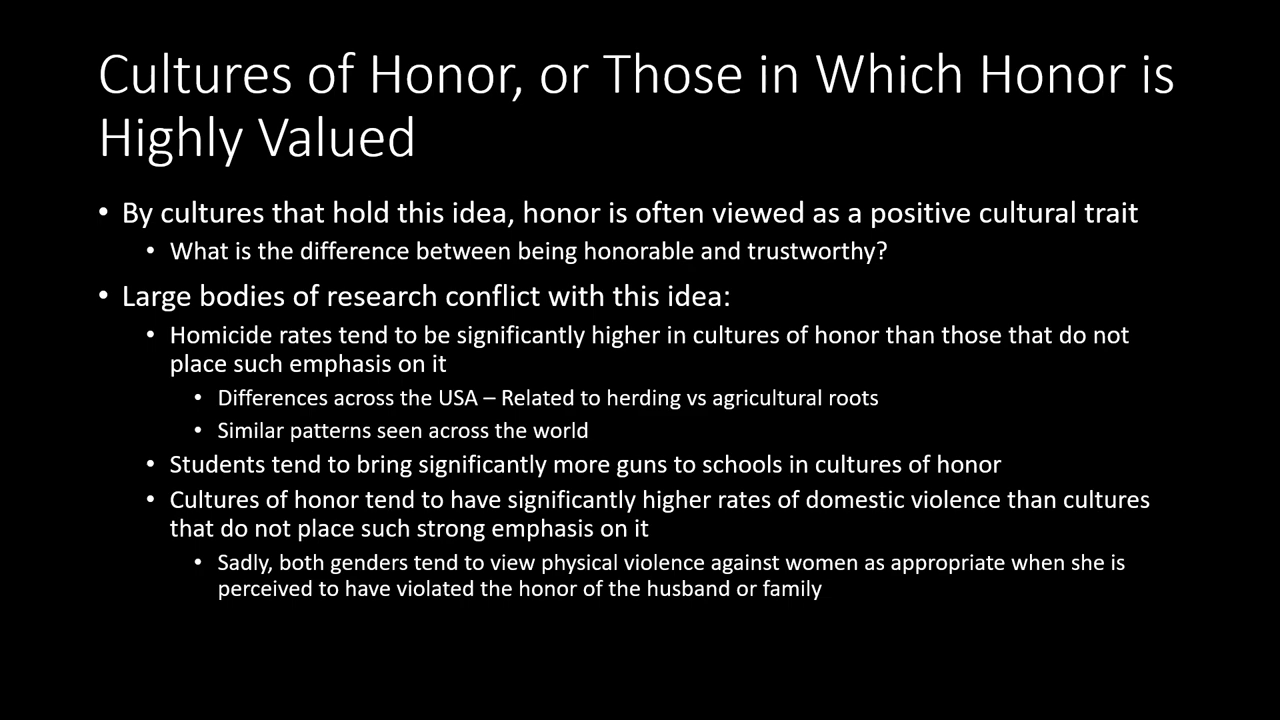 Cultures of Honor, or Those in Which Honor is
Highly Valued
• By cultures that hold this idea, honor is often viewed as a positive cultural trait
• What is the difference between being honorable and trustworthy?
• Large bodies of research conflict with this idea:
• Homicide rates tend to be significantly higher in cultures of honor than those that do not
place such emphasis on it
• Differences across the USA – Related to herding vs agricultural roots
• Similar patterns seen across the world
• Students tend to bring significantly more guns to schools in cultures of honor
• Cultures of honor tend to have significantly higher rates of domestic violence than cultures
that do not place such strong emphasis on it
• Sadly, both genders tend to view physical violence against women as appropriate when she is
perceived to have violated the honor of the husband or family